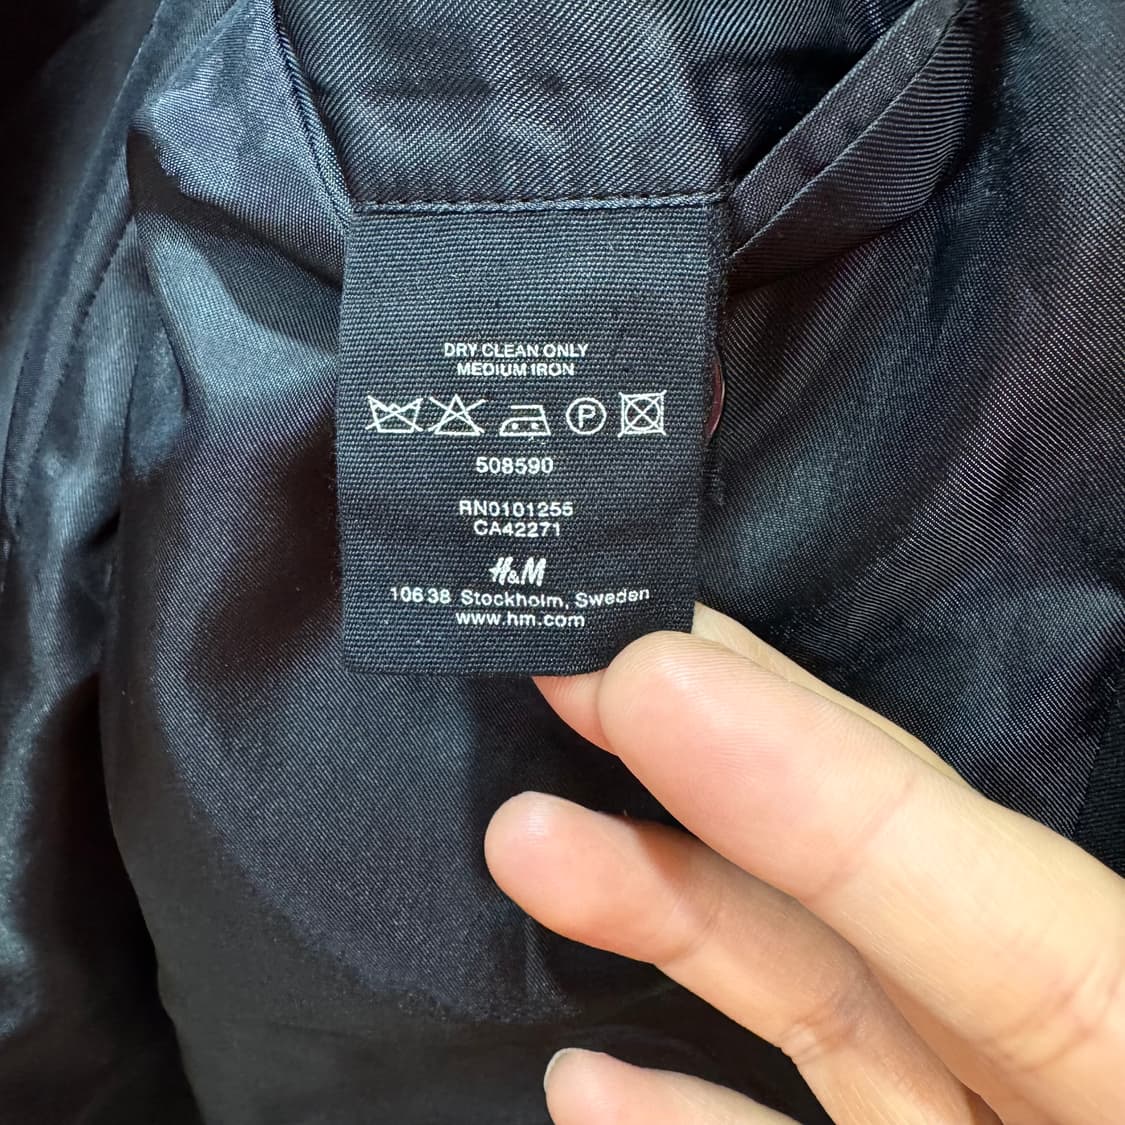 DRY CLEAN ONLY
MEDIUM IRON
P
508590
RN0101255
CA42271
H&M
106 38 Stockholm, Sweden
www.hm.com